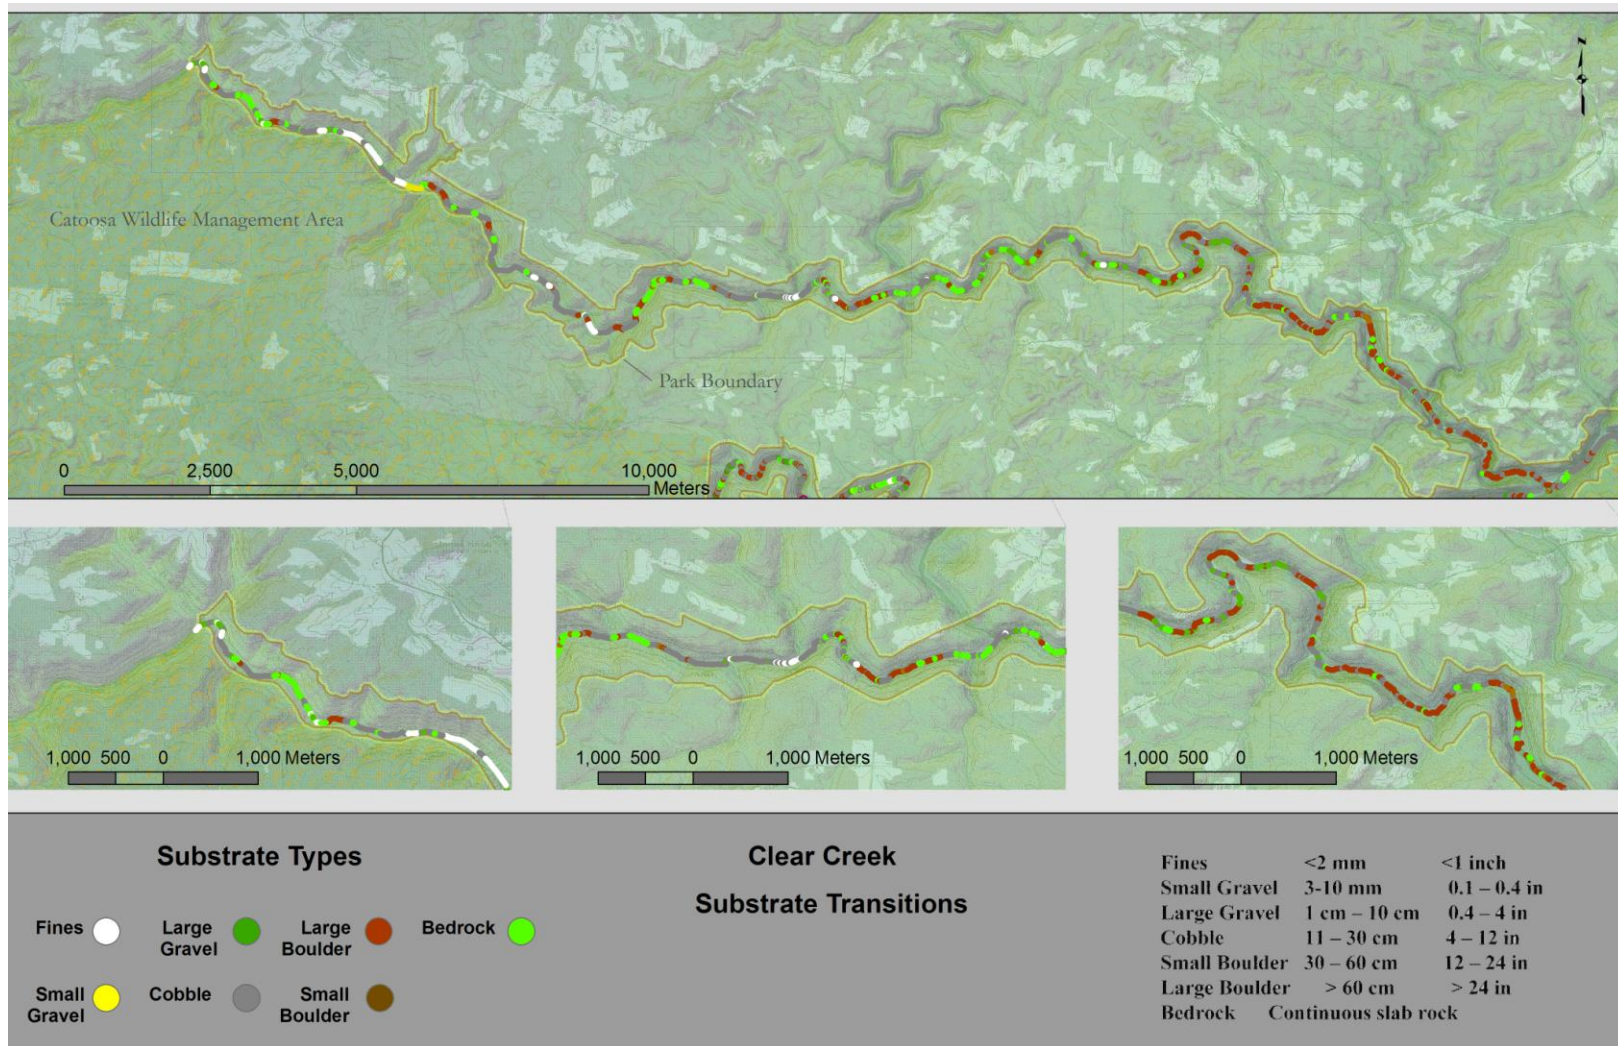 N
Catoosa Wildlife Management Area
Park Boundary
0 2,500 5,000 10,000
Meters
1,000 500 0 1,000 Meters
1,000 500 0 1,000 Meters
1,000 500 0 1,000 Meters
Substrate Types
Fines
Large Gravel
Large Boulder
Bedrock
Small Gravel
Cobble
Small Boulder
Clear Creek
Substrate Transitions
Fines <2 mm <1 inch
Small Gravel 3-10 mm 0.1 – 0.4 in
Large Gravel 1 cm – 10 cm 0.4 – 4 in
Cobble 11 – 30 cm 4 – 12 in
Small Boulder 30 – 60 cm 12 – 24 in
Large Boulder > 60 cm > 24 in
Bedrock Continuous slab rock